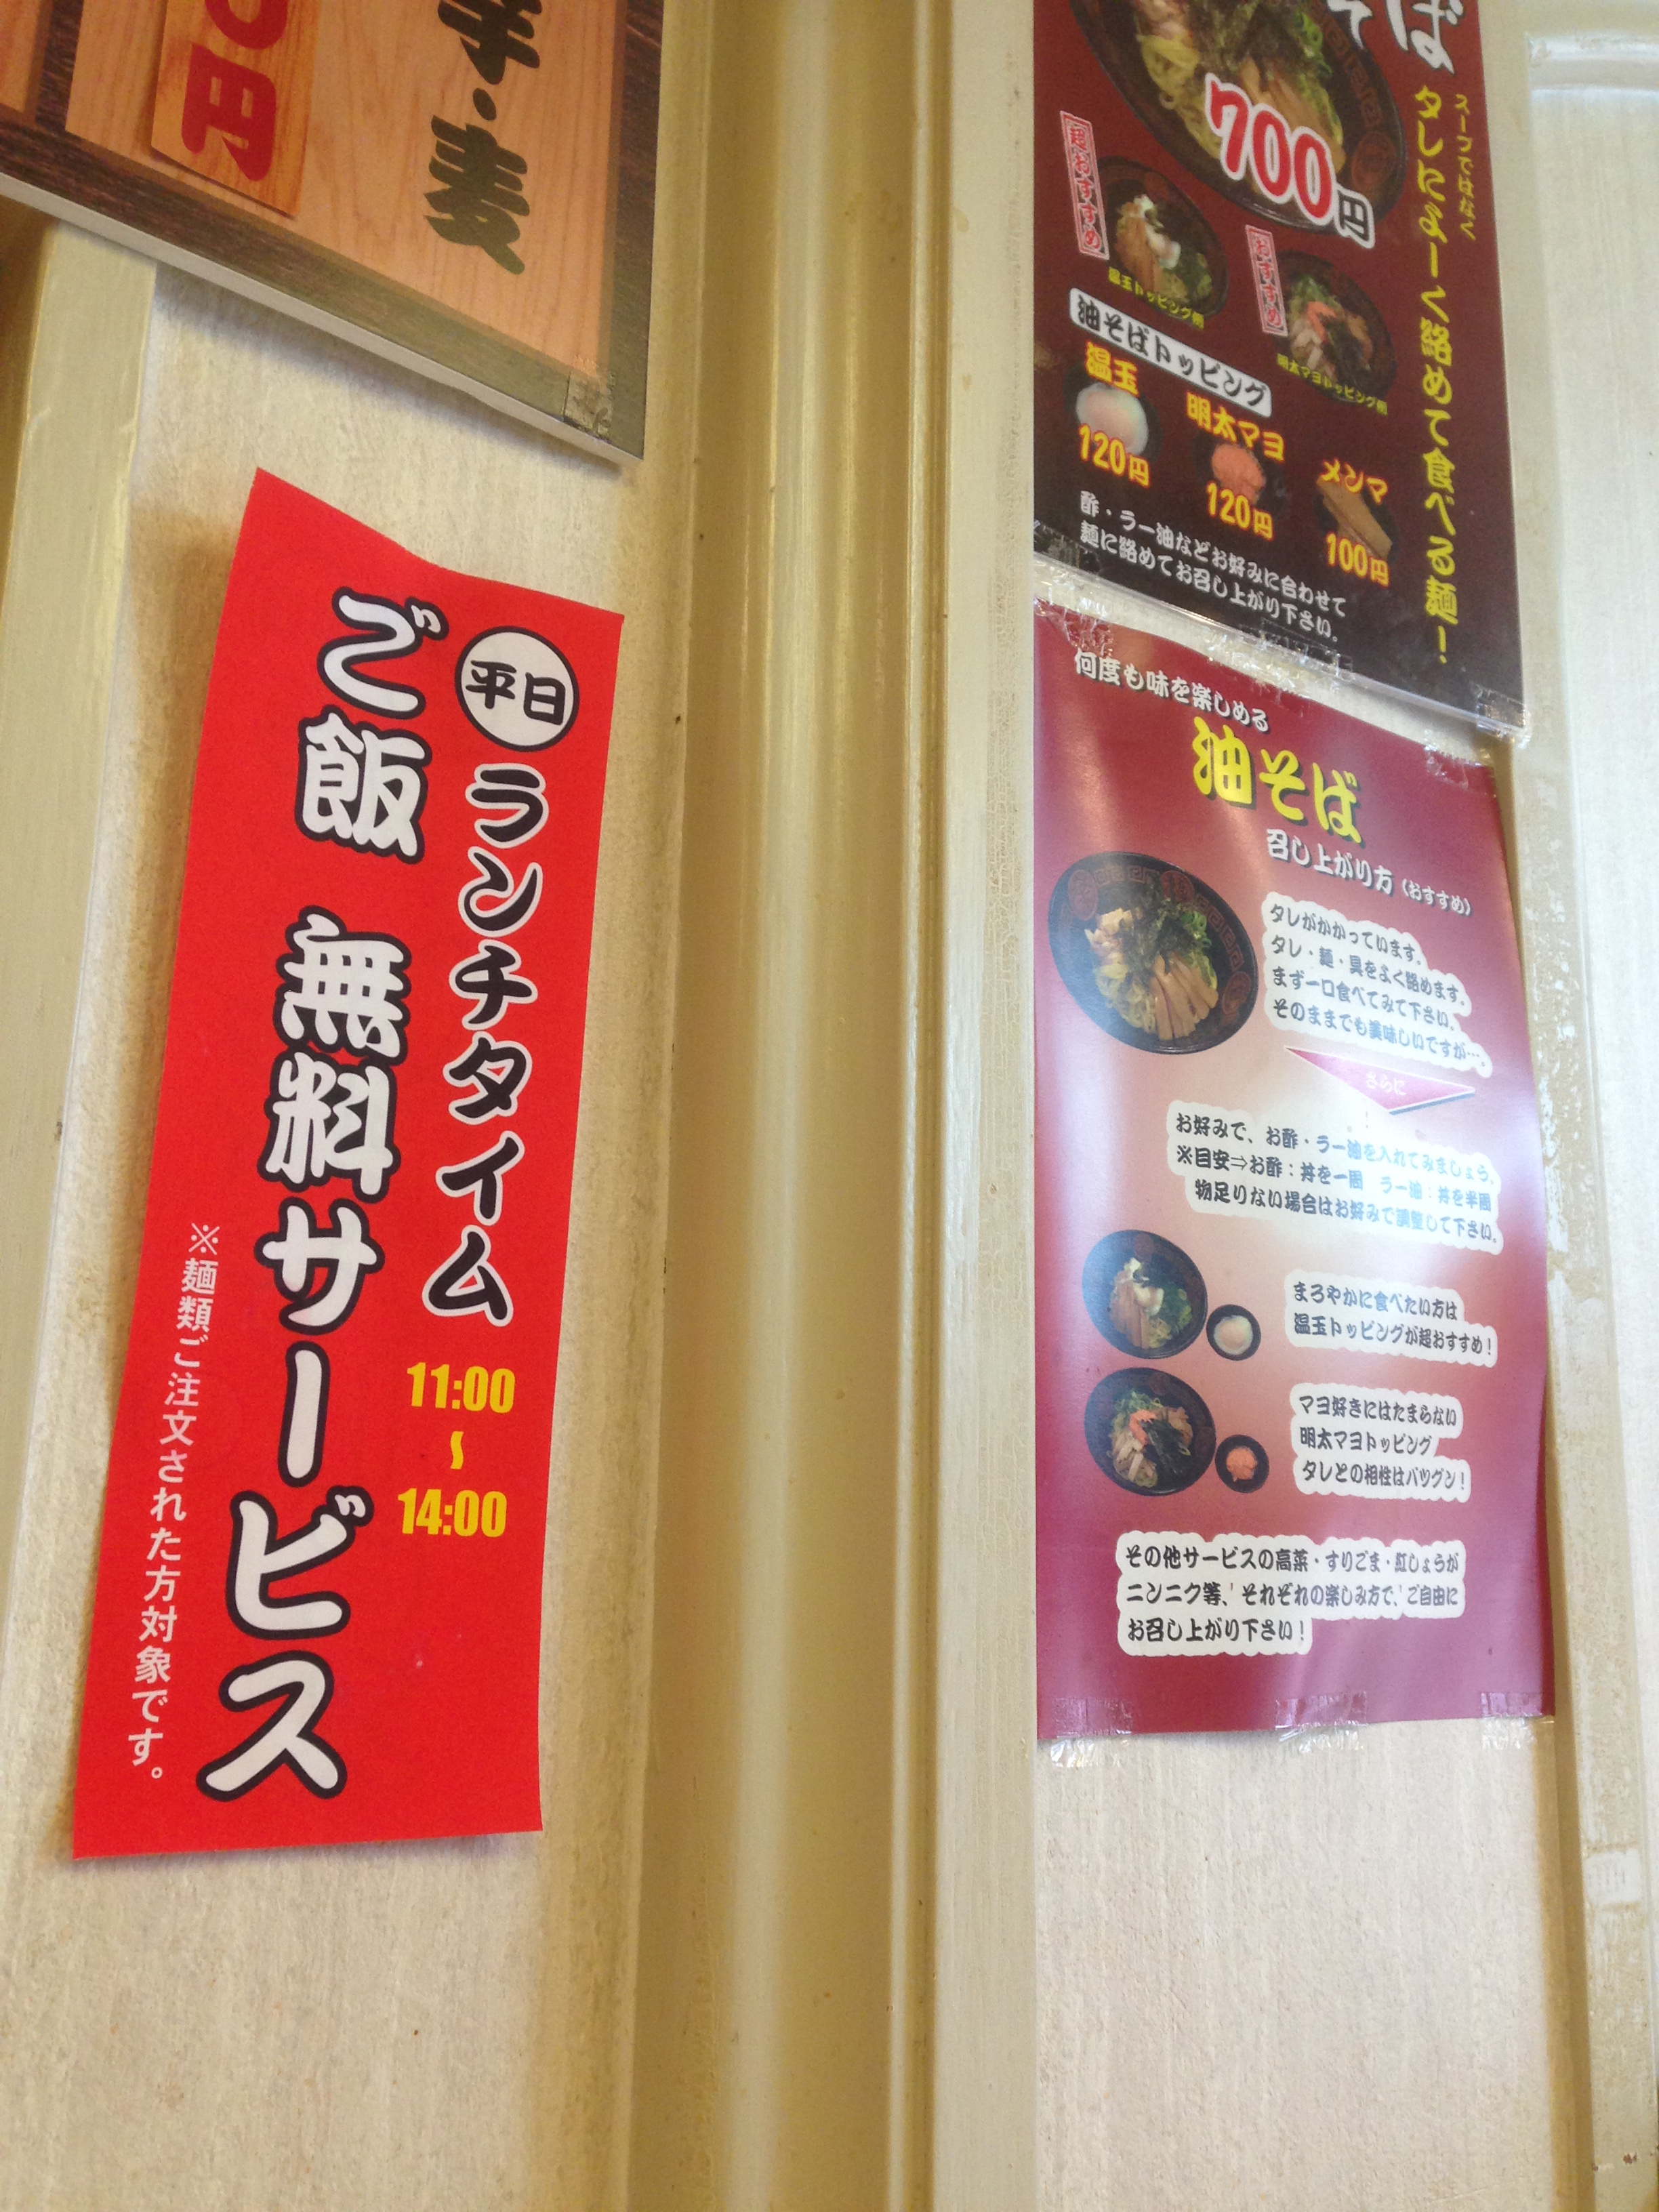 円
・麦
平日
ランチタイム
11:00
~
14:00
ご飯 無料サービス
※麺類ご注文された方対象です。
ば
スープではなく
タレによーく絡めて食べる麺!
700円
超おすすめ
温玉トッピング例
おすすめ
明太マヨトッピング例
油そばトッピング
温玉
120円
明太マヨ
120円
メンマ
100円
酢・ラー油などお好みに合わせて
麺に絡めてお召し上がり下さい。
何度も味を楽しめる
油そば
召し上がり方(おすすめ)
タレがかかっています。
タレ・麺・具をよく絡めます。
まず一口食べてみて下さい。
そのままでも美味しいですが…。
さらに
お好みで、お酢・ラー油を入れてみましょう。
※目安⇒お酢:丼を一周 ラー油:丼を半周
物足りない場合はお好みで調整して下さい。
まろやかに食べたい方は
温玉トッピングが超おすすめ!
マヨ好きにはたまらない
明太マヨトッピング
タレとの相性はバツグン!
その他サービスの高菜・すりごま・紅しょうが
ニンニク等、それぞれの楽しみ方で、ご自由に
お召し上がり下さい!